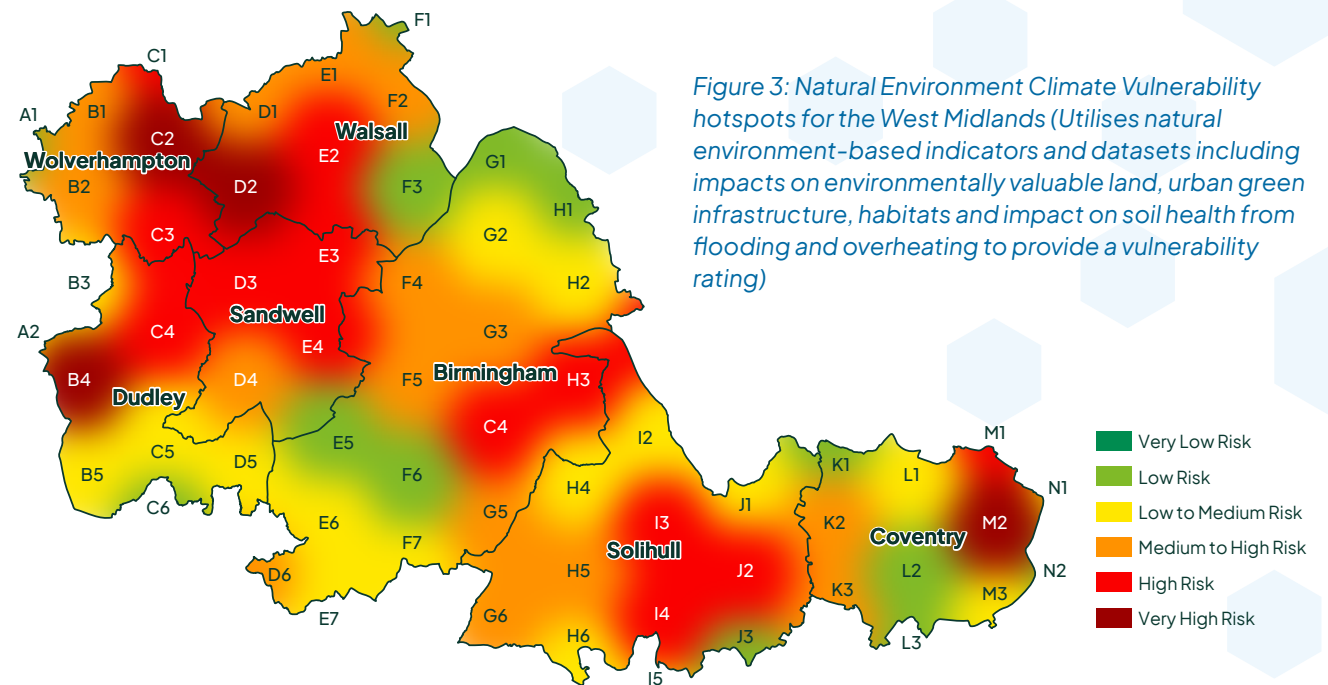 F1
C1
E1
F2
B1
D1
A1
Walsall
C2
E2
Wolverhampton
G1
B2
D2
F3
H1
C3
G2
E3
B3
D3
F4
H2
Sandwell
A2
C4
G3
E4
B4
D4
F5
Birmingham
H3
Dudley
C4
I2
E5
C5
D5
B5
F6
C6
H4
J1
K1
L1
M1
N1
E6
G5
I3
K2
M2
Coventry
F7
Solihull
D6
H5
J2
L2
N2
K3
M3
E7
G6
I4
H6
J3
L3
I5
Figure 3: Natural Environment Climate Vulnerability
hotspots for the West Midlands (Utilises natural
environment-based indicators and datasets including
impacts on environmentally valuable land, urban green
infrastructure, habitats and impact on soil health from
flooding and overheating to provide a vulnerability
rating)
Very Low Risk
Low Risk
Low to Medium Risk
Medium to High Risk
High Risk
Very High Risk